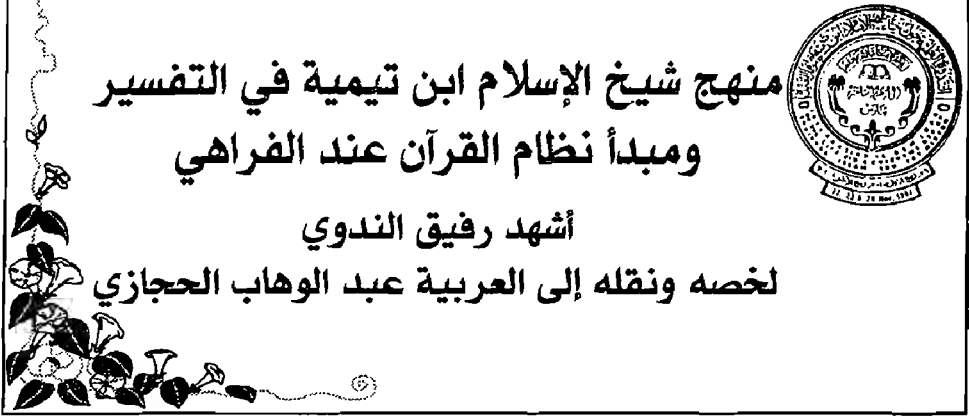 منهج شيخ الإسلام ابن تيمية في التفسير
ومبدأ نظام القرآن عند الفراهي
أشهد رفيق الندوي
لخصه ونقله إلى العربية عبد الوهاب الحجازي